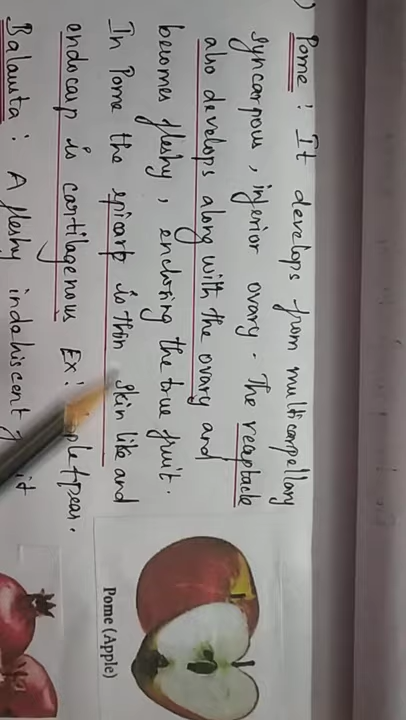 ) Pome : It develops from multicarpellary
syncarpous, inferior ovary. The receptacle
also develops along with the ovary and
becomes fleshy, enclosing the true fruit.
In Pome the epicarp is thin skin like and
endocarp is cartilagenous Ex: pear.
Balausta : A fleshy indehiscent
Pome (Apple)